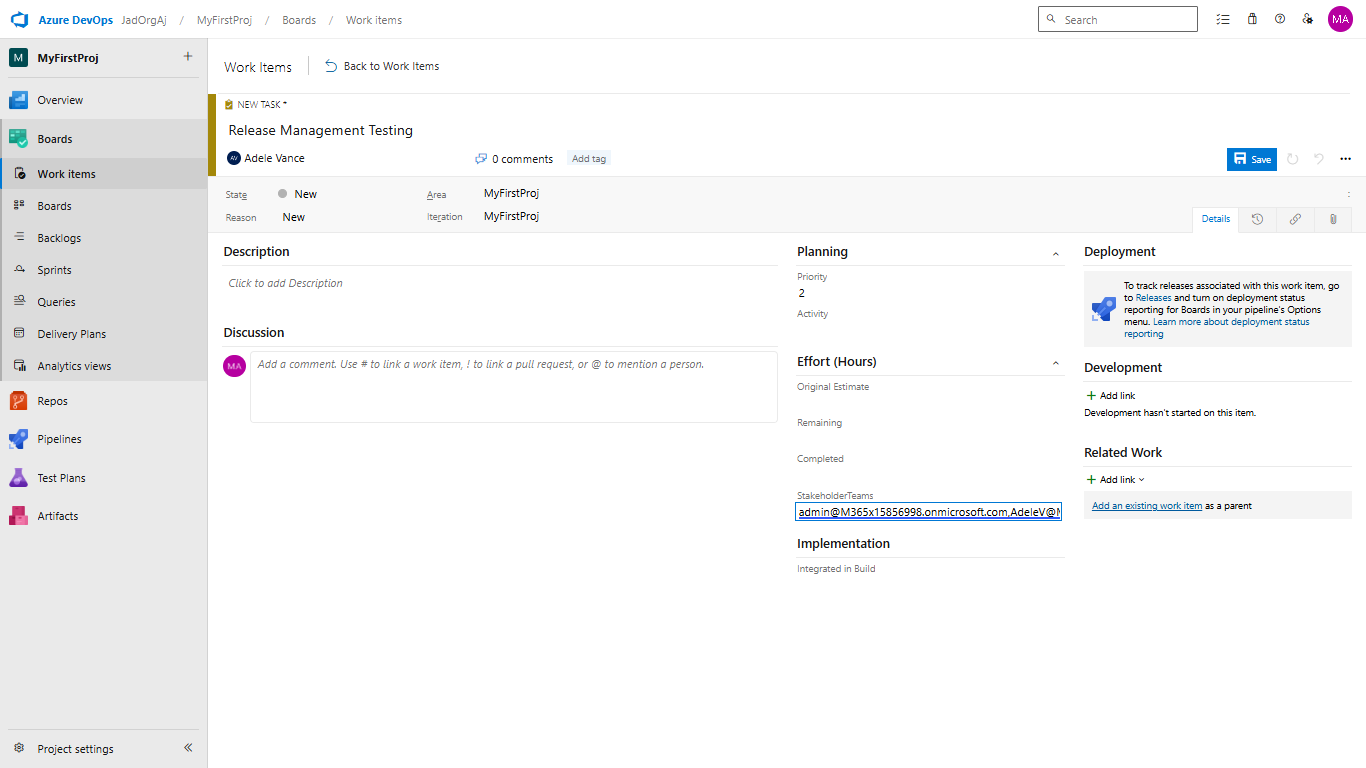 Azure DevOps JadOrgAj / MyFirstProj / Boards / Work items
Search
MA
M MyFirstProj +
Overview
Boards
Work items
Boards
Backlogs
Sprints
Queries
Delivery Plans
Analytics views
Repos
Pipelines
Test Plans
Artifacts
Project settings
Work Items
Back to Work Items
NEW TASK *
Release Management Testing
AV Adele Vance
0 comments
Add tag
Save
State New
Area MyFirstProj
Reason New
Iteration MyFirstProj
Details
Description
Click to add Description
Discussion
MA
Add a comment. Use # to link a work item, ! to link a pull request, or @ to mention a person.
Planning
Priority
2
Activity
Effort (Hours)
Original Estimate
Remaining
Completed
StakeholderTeams
admin@M365x15856998.onmicrosoft.com,AdeleV@M
Implementation
Integrated in Build
Deployment
To track releases associated with this work item, go
to Releases and turn on deployment status
reporting for Boards in your pipeline's Options
menu. Learn more about deployment status
reporting
Development
+ Add link
Development hasn't started on this item.
Related Work
+ Add link
Add an existing work item as a parent